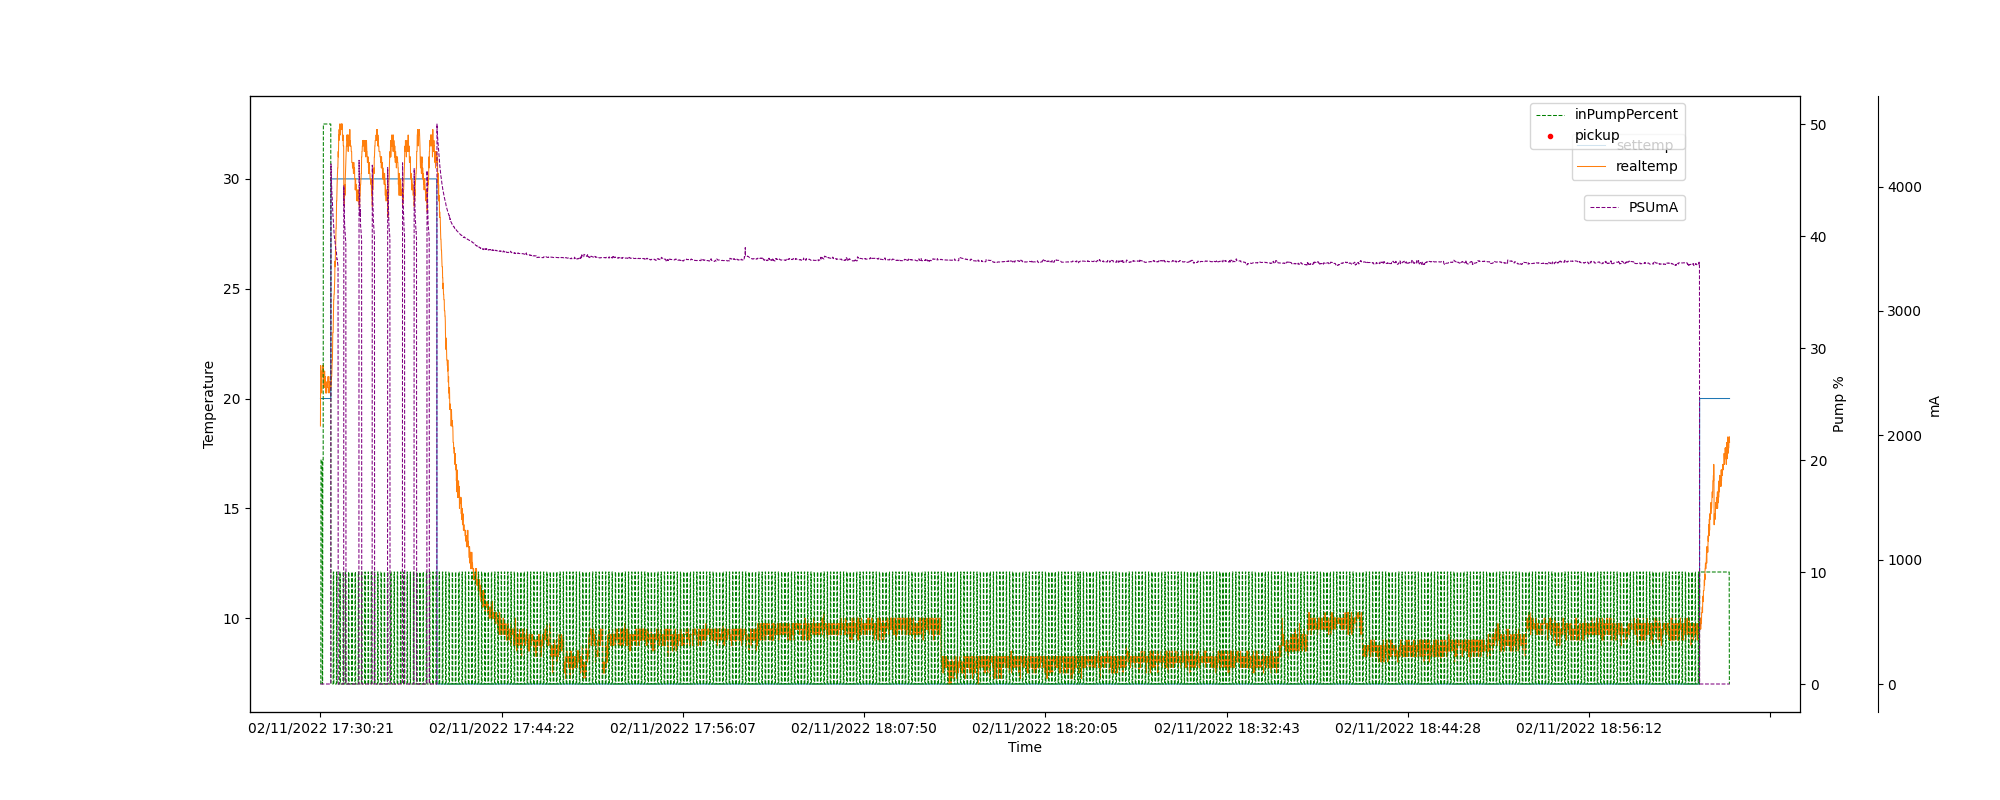 inPumpPercent
pickup
settemp
realtemp
PSUmA
30
25
20
15
10
Temperature
50
40
30
20
10
0
Pump %
4000
3000
2000
1000
0
mA
02/11/2022 17:30:21
02/11/2022 17:44:22
02/11/2022 17:56:07
02/11/2022 18:07:50
02/11/2022 18:20:05
02/11/2022 18:32:43
02/11/2022 18:44:28
02/11/2022 18:56:12
Time